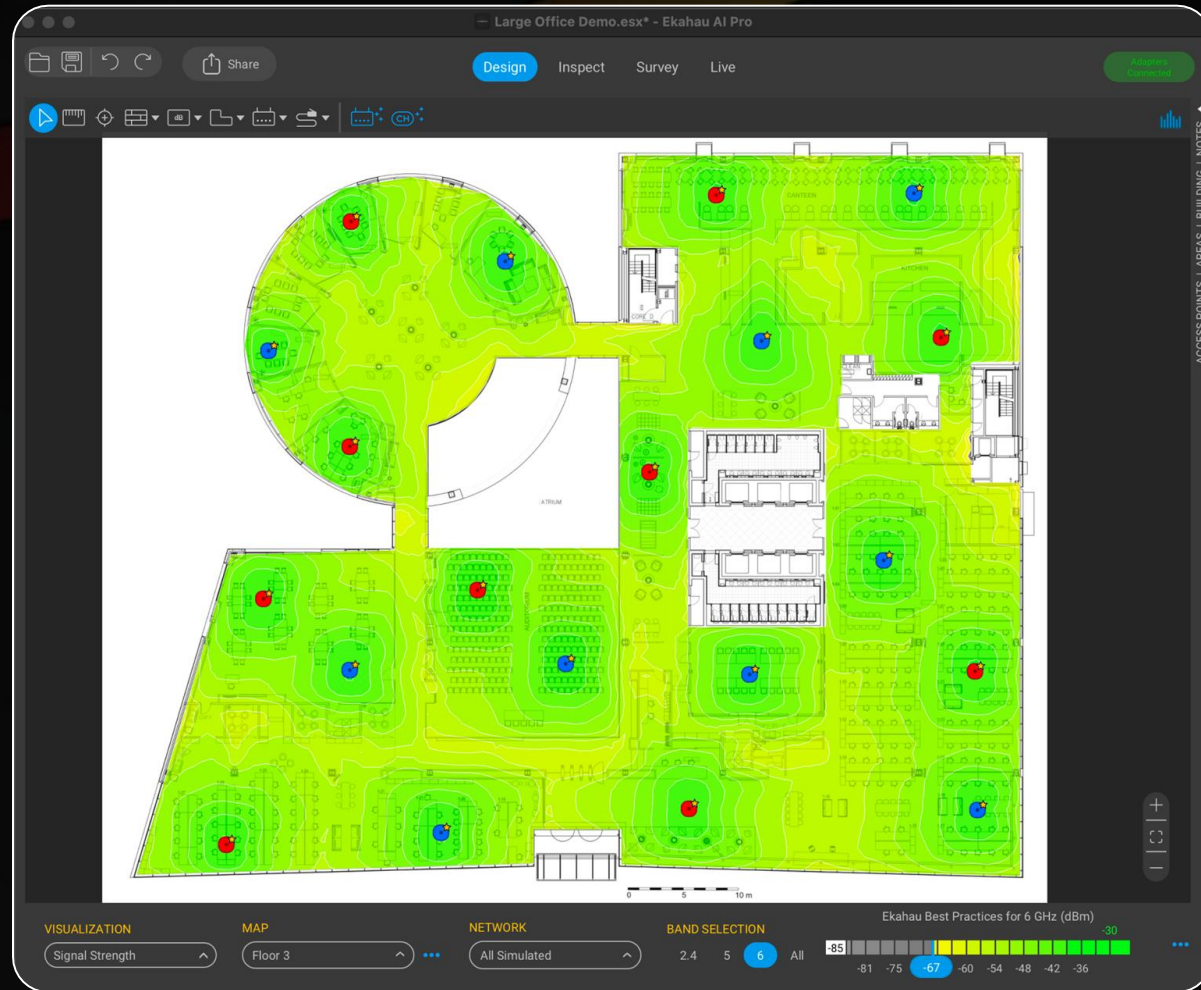 Large Office Demo.esx* - Ekahau AI Pro
Share
Design
Inspect
Survey
Live
Adapters
Connected
dB
CH
ACCESS POINTS | AREAS | BUILDING | NOTES
CANTEEN
KITCHEN
CORE D
ATRIUM
AUDITORIUM
0 5 10 m
VISUALIZATION
Signal Strength
MAP
Floor 3
NETWORK
All Simulated
BAND SELECTION
2.4 5 6 All
Ekahau Best Practices for 6 GHz (dBm)
-30
-85
-81 -75 -67 -60 -54 -48 -42 -36